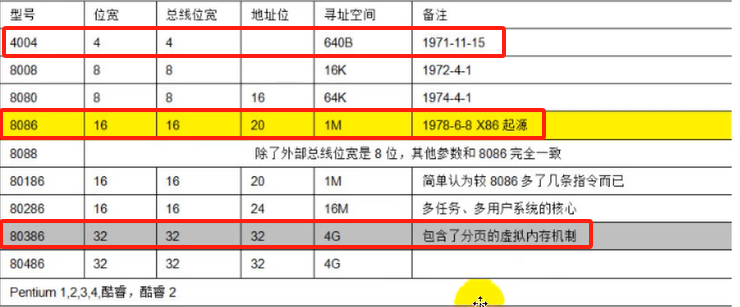 型号 位宽 总线位宽 地址位 寻址空间 备注
4004 4 4 640B 1971-11-15
8008 8 8 16K 1972-4-1
8080 8 8 16 64K 1974-4-1
8086 16 16 20 1M 1978-6-8 X86 起源
8088 除了外部总线位宽是 8 位，其他参数和 8086 完全一致
80186 16 16 20 1M 简单认为较 8086 多了几条指令而已
80286 16 16 24 16M 多任务、多用户系统的核心
80386 32 32 32 4G 包含了分页的虚拟内存机制
80486 32 32 32 4G
Pentium 1,2,3,4,酷睿，酷睿 2